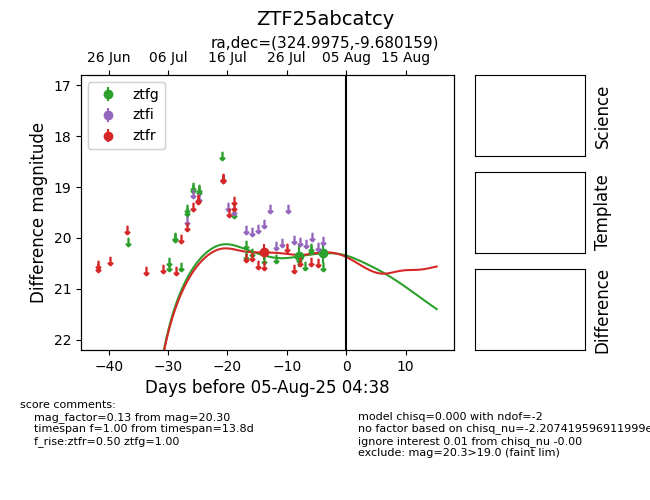 ZTF25abcatcy
ra,dec=(324.9975,-9.680159)
26 Jun 06 Jul 16 Jul 26 Jul 05 Aug 15 Aug
ztfg
ztfi
ztfr
17
18
19
20
21
22
Difference magnitude
−40 −30 −20 −10 0 10
Days before 05-Aug-25 04:38
Science
Template
Difference
score comments:
mag_factor=0.13 from mag=20.30
timespan f=1.00 from timespan=13.8d
f_rise:ztfr=0.50 ztfg=1.00
model chisq=0.000 with ndof=-2
no factor based on chisq_nu=-2.207419596911999e
ignore interest 0.01 from chisq_nu -0.00
exclude: mag=20.3>19.0 (faint lim)